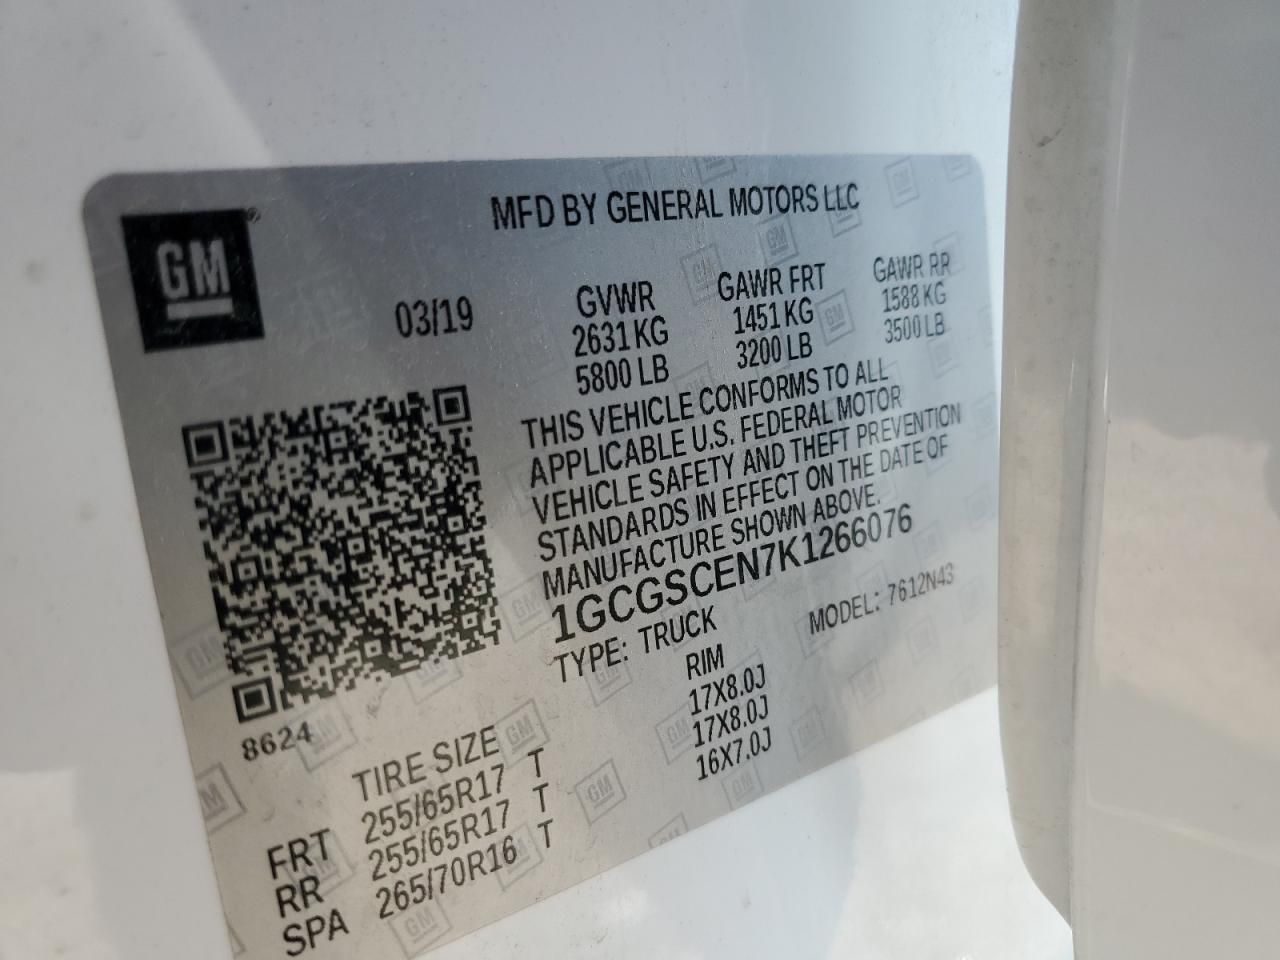 GM
MFD BY GENERAL MOTORS LLC
03/19
GVWR
2631 KG
5800 LB
GAWR FRT
1451 KG
3200 LB
GAWR RR
1588 KG
3500 LB
THIS VEHICLE CONFORMS TO ALL
APPLICABLE U.S. FEDERAL MOTOR
VEHICLE SAFETY AND THEFT PREVENTION
STANDARDS IN EFFECT ON THE DATE OF
MANUFACTURE SHOWN ABOVE.
1GCGSCEN7K1266076
TYPE: TRUCK
MODEL: 7612N43
8624
TIRE SIZE
RIM
FRT 255/65R17 T 17X8.0J
RR 255/65R17 T 17X8.0J
SPA 265/70R16 T 16X7.0J